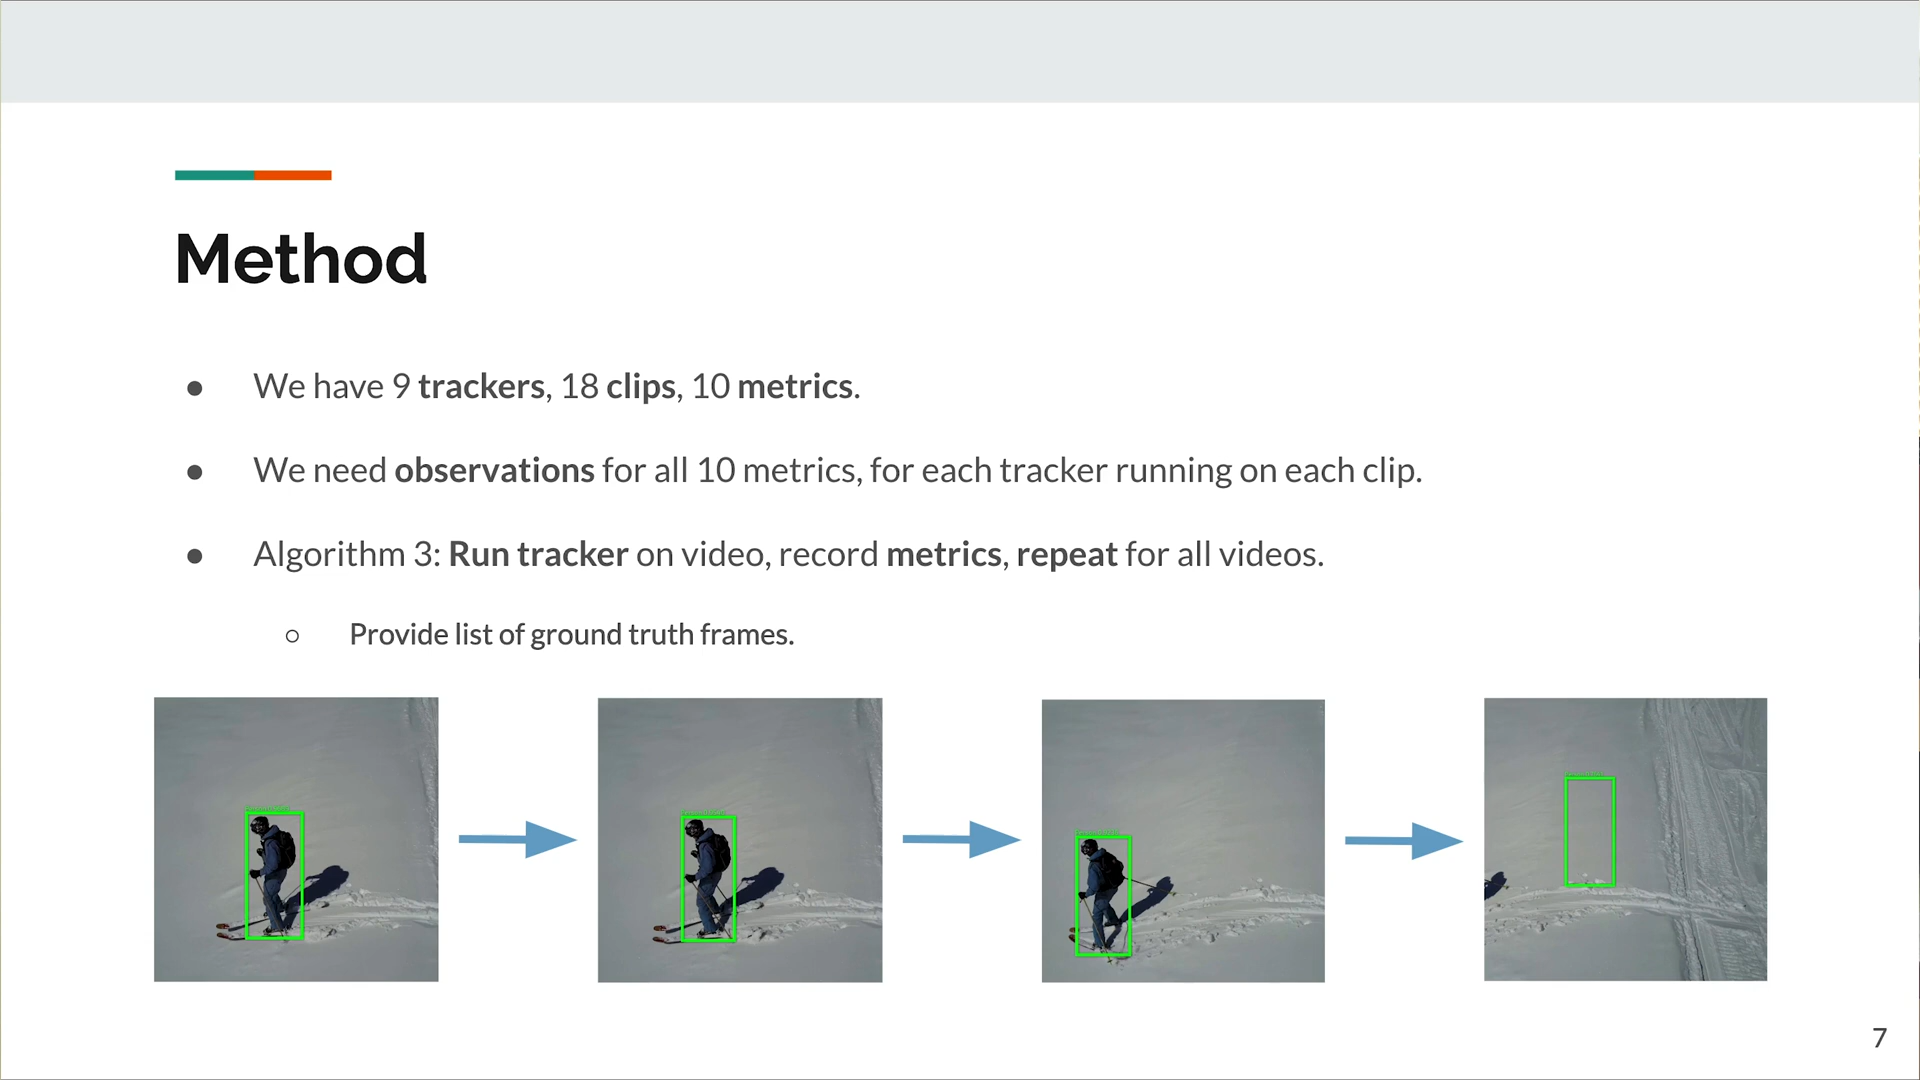 Method
● We have 9 trackers, 18 clips, 10 metrics.
● We need observations for all 10 metrics, for each tracker running on each clip.
● Algorithm 3: Run tracker on video, record metrics, repeat for all videos.
○ Provide list of ground truth frames.
7